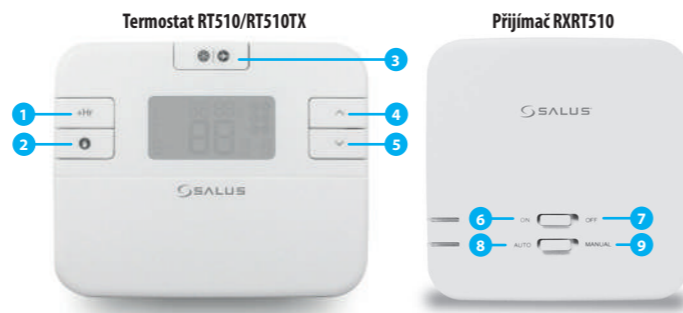 Termostat RT510/RT510TX
Přijímač RXRT510
3
1
+Hr
4
2
5
SALUS
SALUS
6
ON
OFF
7
8
AUTO
MANUAL
9